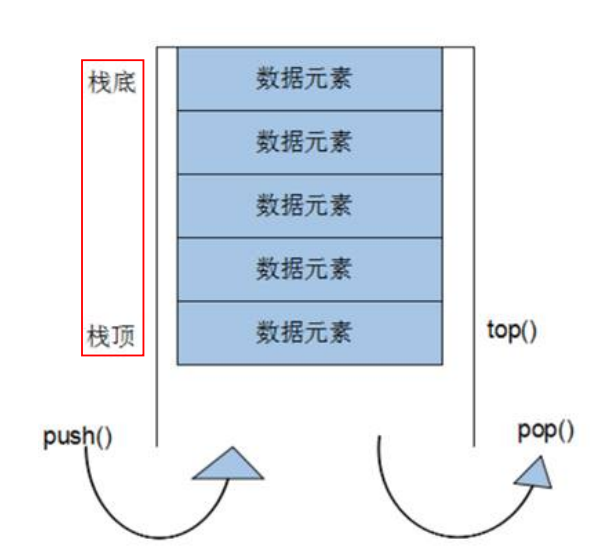 栈底
数据元素
数据元素
数据元素
数据元素
栈顶
数据元素
top()
push()
pop()